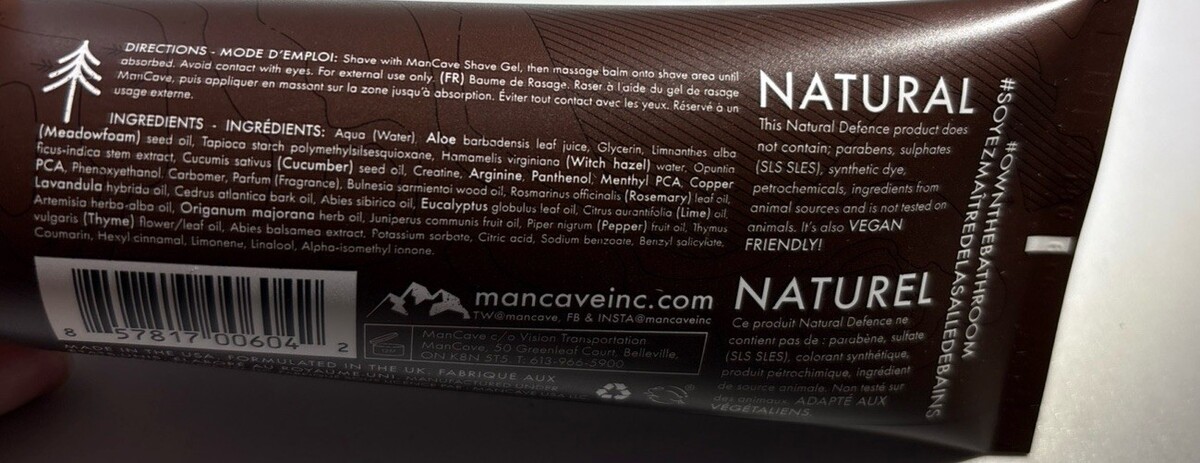 DIRECTIONS - MODE D'EMPLOI: Shave with ManCave Shave Gel, then massage balm onto shave area until
absorbed. Avoid contact with eyes. For external use only. (FR) Baume de Rasage. Raser à l'aide du gel de rasage
ManCave, puis appliquer en massant sur la zone jusqu'à absorption. Éviter tout contact avec les yeux. Réservé à un
usage externe.
INGREDIENTS - INGRÉDIENTS: Aqua (Water), Aloe barbadensis leaf juice, Glycerin, Limnanthes alba
(Meadowfoam) seed oil, Tapioca starch polymethylsilsesquioxane, Hamamelis virginiana (Witch hazel) water, Opuntia
ficus-indica stem extract, Cucumis sativus (Cucumber) seed oil, Creatine, Arginine, Panthenol, Menthyl PCA, Copper
PCA, Phenoxyethanol, Carbomer, Parfum (Fragrance), Bulnesia sarmientoi wood oil, Rosmarinus officinalis (Rosemary) leaf oil,
Lavandula hybrida oil, Cedrus atlantica bark oil, Abies sibirica oil, Eucalyptus globulus leaf oil, Citrus aurantifolia (Lime) oil,
Artemisia herba-alba oil, Origanum majorana herb oil, Juniperus communis fruit oil, Piper nigrum (Pepper) fruit oil, Thymus
vulgaris (Thyme) flower/leaf oil, Abies balsamea extract, Potassium sorbate, Citric acid, Sodium benzoate, Benzyl salicylate,
Coumarin, Hexyl cinnamal, Limonene, Linalool, Alpha-isomethyl ionone.
8 57817 00604 2
mancaveinc.com
TW@mancave, FB & INSTA@mancaveinc
ManCave c/o Vision Transportation
ManCave, 50 Greenleaf Court, Belleville,
ON K8N 5T5 T. 613-966-5900
MADE IN THE USA, FORMULATED IN THE UK. FABRIQUÉ AUX
AU ROYAUME UNI. MANUFACTURED UNDER
NATURAL
This Natural Defence product does
not contain; parabens, sulphates
(SLS SLES), synthetic dye,
petrochemicals, ingredients from
animal sources and is not tested on
animals. It's also VEGAN
FRIENDLY!
NATUREL
Ce produit Natural Defence ne
contient pas de : parabène, sulfate
(SLS SLES), colorant synthétique,
produit pétrochimique, ingrédient
de source animale. Non testé sur
des animaux. ADAPTÉ AUX
VÉGÉTALIENS.
#SOYEZMAÎTREDELASALLEDEBAINS
#OWNTHEBATHROOM